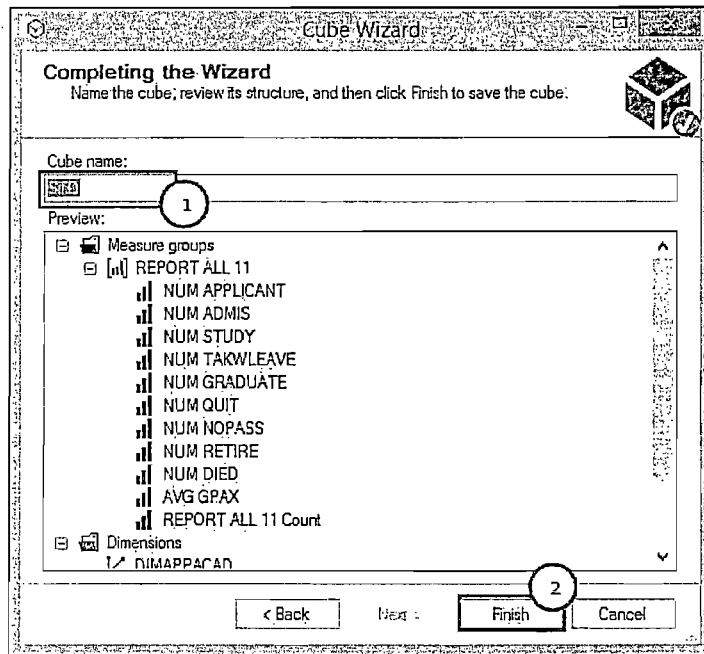 Cube Wizard
Completing the Wizard
Name the cube, review its structure, and then click Finish to save the cube.
Cube name:
1
Preview:
Measure groups
REPORT ALL 11
NUM APPLICANT
NUM ADMIS
NUM STUDY
NUM TAKWLEAVE
NUM GRADUATE
NUM QUIT
NUM NOPASS
NUM RETIRE
NUM DIED
AVG GPAX
REPORT ALL 11 Count
Dimensions
DIMAPPACAD
2
< Back Next > Finish Cancel